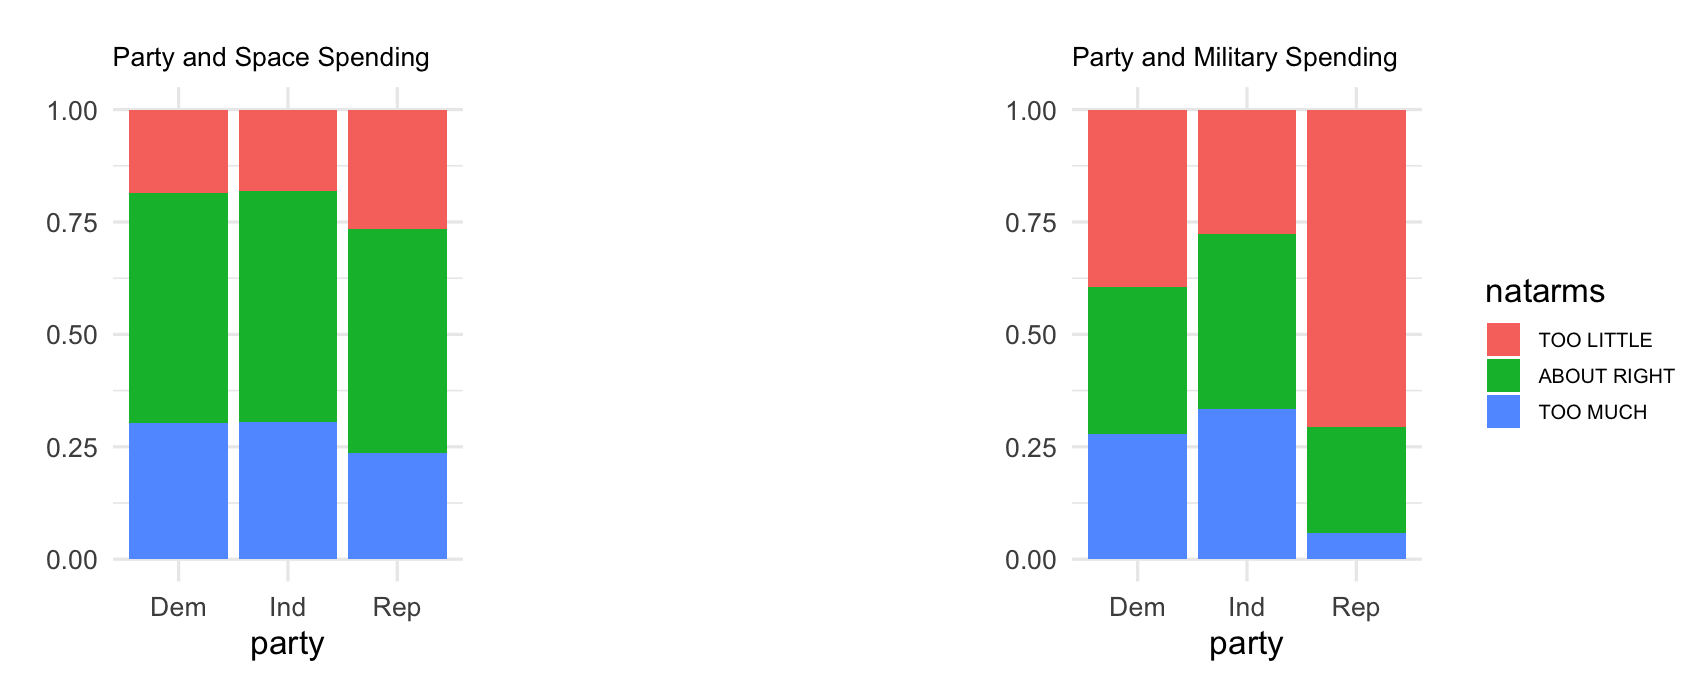 Party and Space Spending
1.00
0.75
0.50
0.25
0.00
Dem Ind Rep
party
Party and Military Spending
1.00
0.75
0.50
0.25
0.00
Dem Ind Rep
party
natarms
TOO LITTLE
ABOUT RIGHT
TOO MUCH